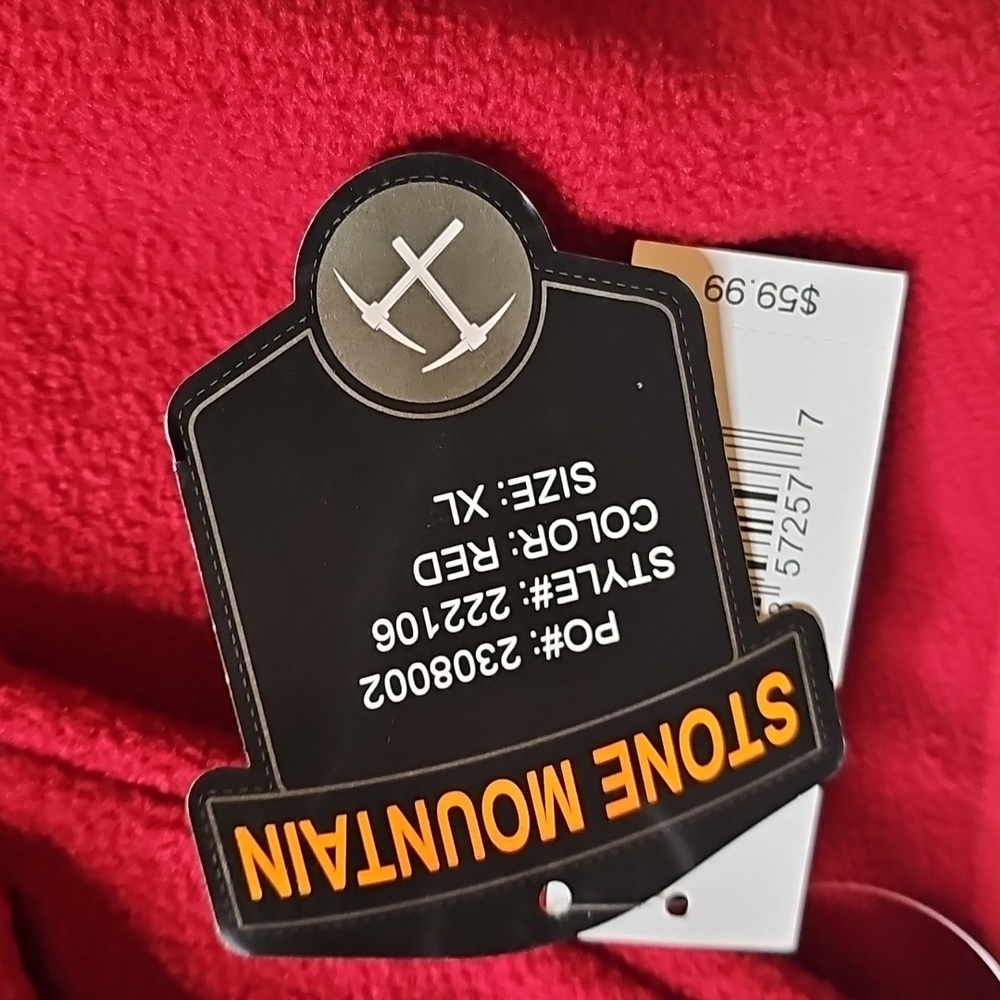 STONE MOUNTAIN
PO#: 2308002
STYLE#: 222106
COLOR: RED
SIZE: XL
57257 7
$59.99